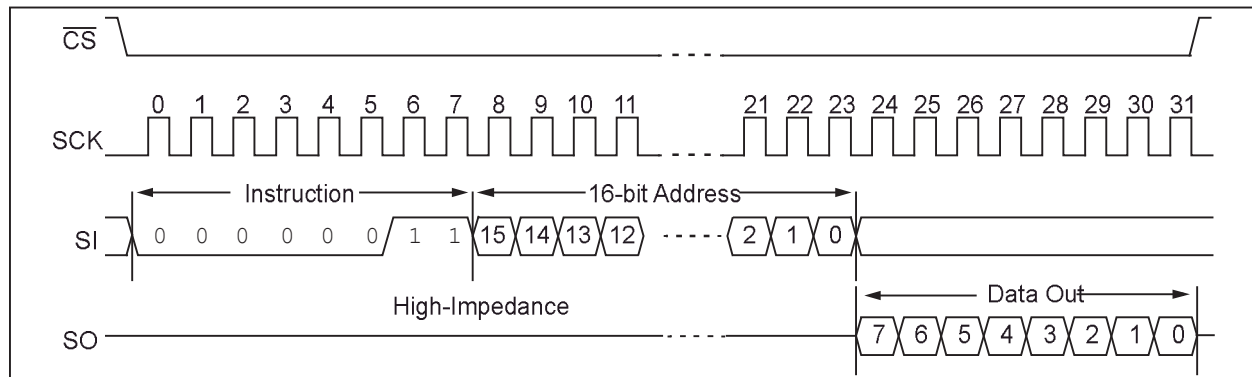 CS
0 1 2 3 4 5 6 7 8 9 10 11 21 22 23 24 25 26 27 28 29 30 31
SCK
Instruction 16-bit Address
SI 0 0 0 0 0 0 1 1 15 14 13 12 2 1 0
High-Impedance Data Out
SO 7 6 5 4 3 2 1 0